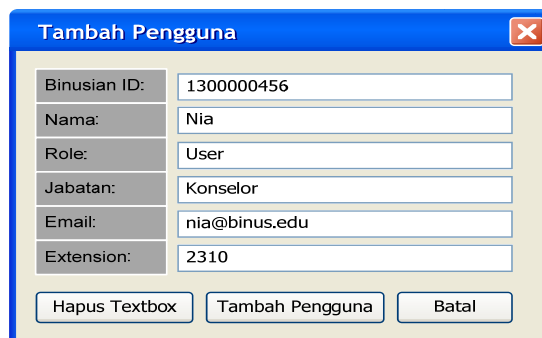 Tambah Pengguna
Binusian ID: 1300000456
Nama: Nia
Role: User
Jabatan: Konselor
Email: nia@binus.edu
Extension: 2310
Hapus Textbox Tambah Pengguna Batal